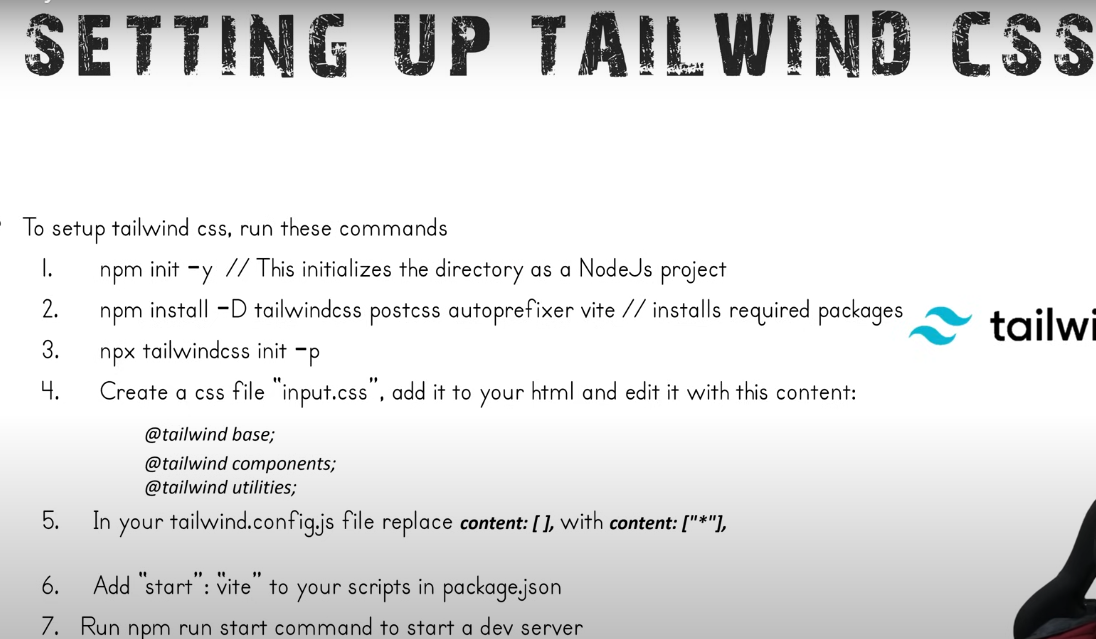 SETTING UP TAILWIND CSS
To setup tailwind css, run these commands
1. npm init -y // This initializes the directory as a NodeJs project
2. npm install -D tailwindcss postcss autoprefixer vite // installs required packages
tailwi
3. npx tailwindcss init -p
4. Create a css file "input.css", add it to your html and edit it with this content:
@tailwind base;
@tailwind components;
@tailwind utilities;
5. In your tailwind.config.js file replace content: [ ], with content: ["*"],
6. Add "start": "vite" to your scripts in package.json
7. Run npm run start command to start a dev server